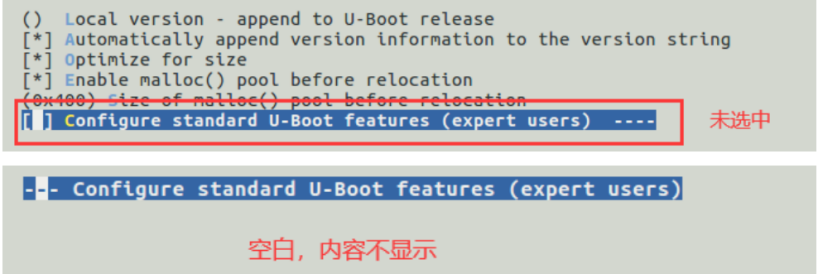 () Local version - append to U-Boot release
[*] Automatically append version information to the version string
[*] Optimize for size
[*] Enable malloc() pool before relocation
(0x400) Size of malloc() pool before relocation
[ ] Configure standard U-Boot features (expert users) ----
未选中
--- Configure standard U-Boot features (expert users)
空白，内容不显示